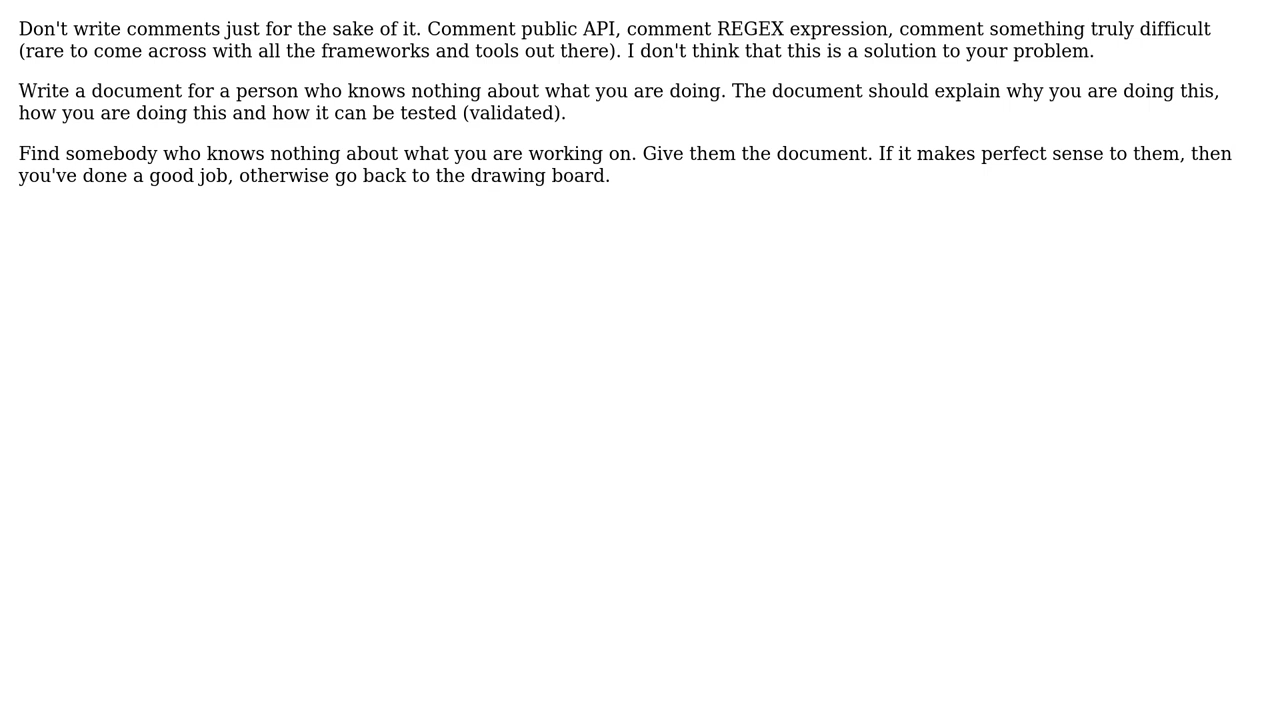 Don't write comments just for the sake of it. Comment public API, comment REGEX expression, comment something truly difficult
(rare to come across with all the frameworks and tools out there). I don't think that this is a solution to your problem.
Write a document for a person who knows nothing about what you are doing. The document should explain why you are doing this,
how you are doing this and how it can be tested (validated).
Find somebody who knows nothing about what you are working on. Give them the document. If it makes perfect sense to them, then
you've done a good job, otherwise go back to the drawing board.